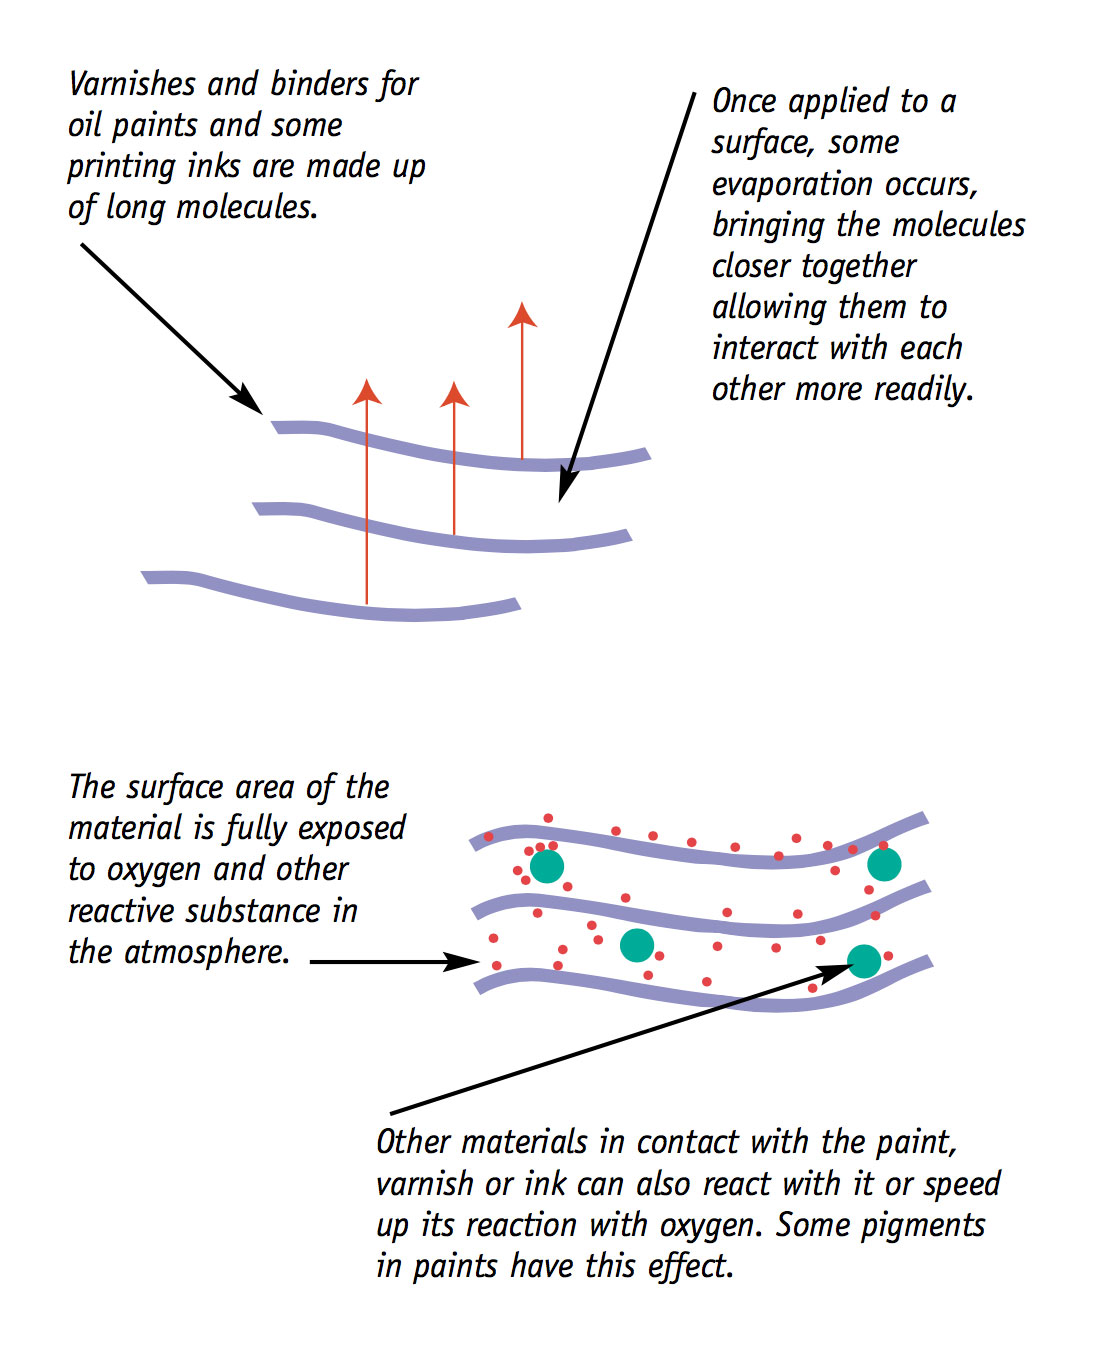 Varnishes and binders for
oil paints and some
printing inks are made up
of long molecules.
Once applied to a
surface, some
evaporation occurs,
bringing the molecules
closer together
allowing them to
interact with each
other more readily.
The surface area of the
material is fully exposed
to oxygen and other
reactive substance in
the atmosphere.
Other materials in contact with the paint,
varnish or ink can also react with it or speed
up its reaction with oxygen. Some pigments
in paints have this effect.